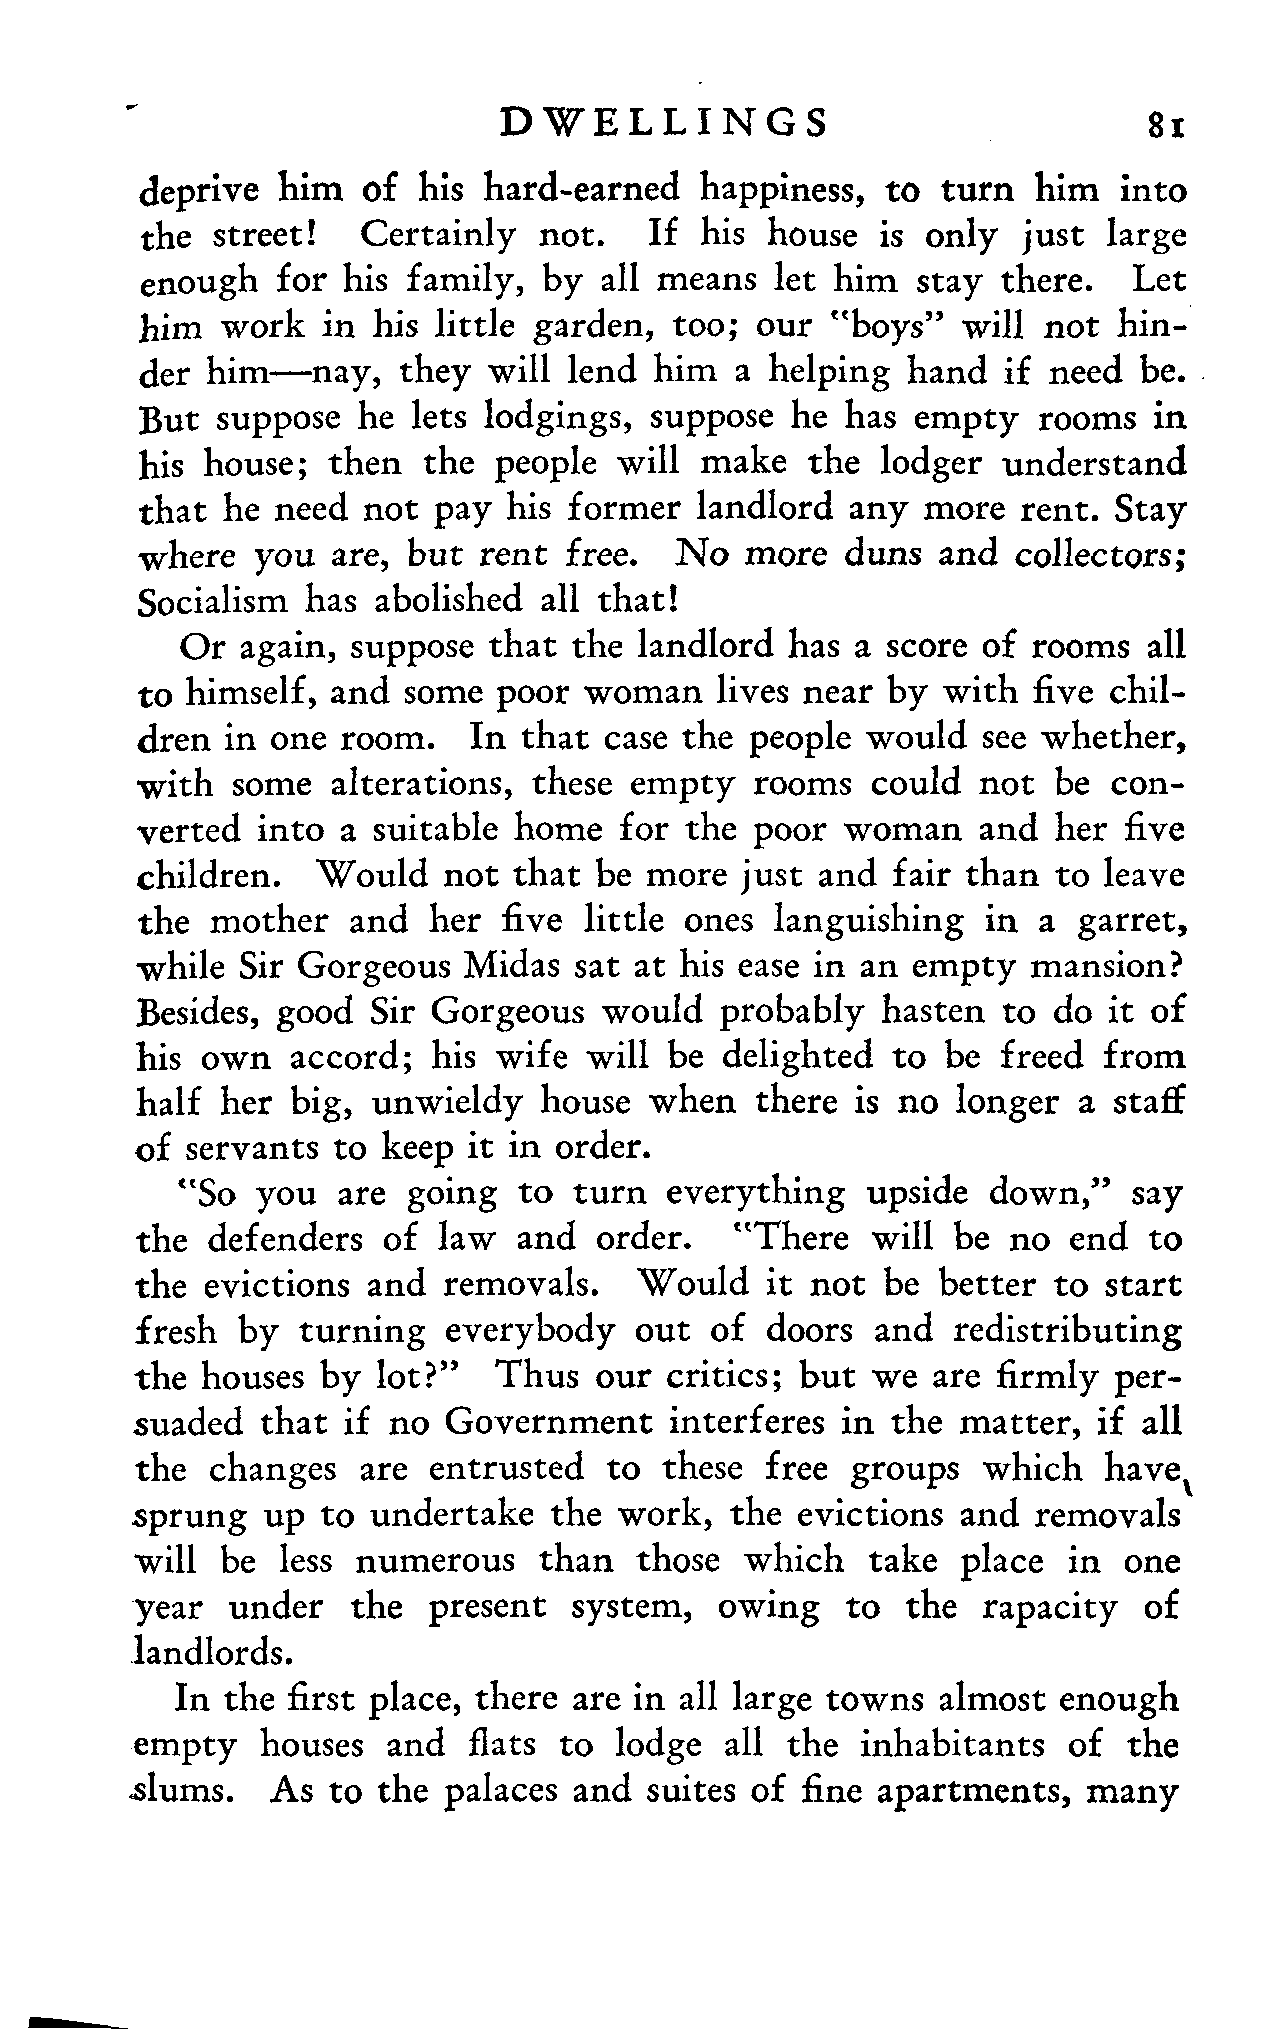 DWELLINGS 81
deprive him of his hard-earned happiness, to turn him into
the street! Certainly not. If his house is only just large
enough for his family, by all means let him stay there. Let
him work in his little garden, too; our "boys" will not hin-
der him—nay, they will lend him a helping hand if need be.
But suppose he lets lodgings, suppose he has empty rooms in
his house; then the people will make the lodger understand
that he need not pay his former landlord any more rent. Stay
where you are, but rent free. No more duns and collectors;
Socialism has abolished all that!
Or again, suppose that the landlord has a score of rooms all
to himself, and some poor woman lives near by with five chil-
dren in one room. In that case the people would see whether,
with some alterations, these empty rooms could not be con-
verted into a suitable home for the poor woman and her five
children. Would not that be more just and fair than to leave
the mother and her five little ones languishing in a garret,
while Sir Gorgeous Midas sat at his ease in an empty mansion?
Besides, good Sir Gorgeous would probably hasten to do it of
his own accord; his wife will be delighted to be freed from
half her big, unwieldy house when there is no longer a staff
of servants to keep it in order.
"So you are going to turn everything upside down," say
the defenders of law and order. "There will be no end to
the evictions and removals. Would it not be better to start
fresh by turning everybody out of doors and redistributing
the houses by lot?" Thus our critics; but we are firmly per-
suaded that if no Government interferes in the matter, if all
the changes are entrusted to these free groups which have
sprung up to undertake the work, the evictions and removals
will be less numerous than those which take place in one
year under the present system, owing to the rapacity of
landlords.
In the first place, there are in all large towns almost enough
empty houses and flats to lodge all the inhabitants of the
slums. As to the palaces and suites of fine apartments, many